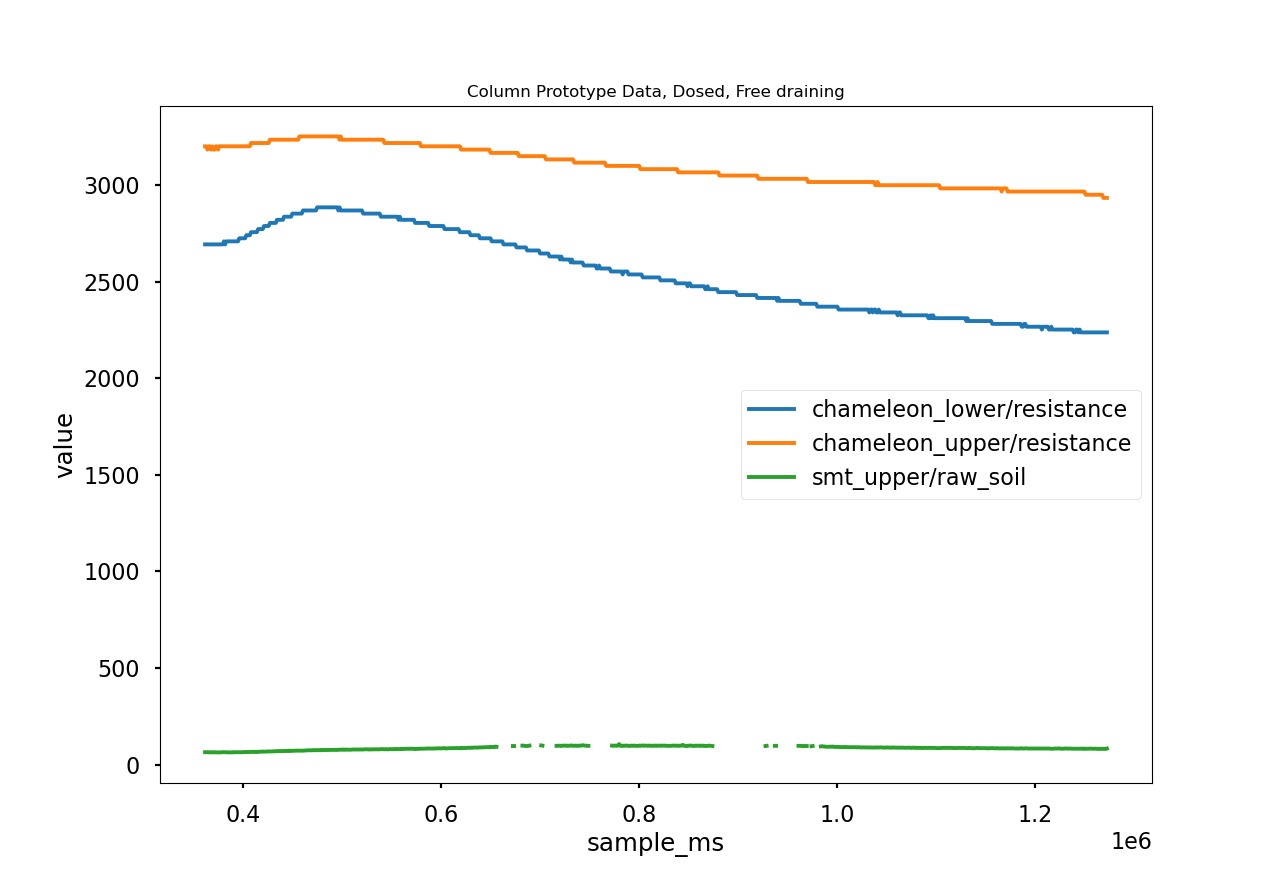 Column Prototype Data, Dosed, Free draining
3000
2500
2000
1500
1000
500
0
value
chameleon_lower/resistance
chameleon_upper/resistance
smt_upper/raw_soil
0.4 0.6 0.8 1.0 1.2
sample_ms
1e6